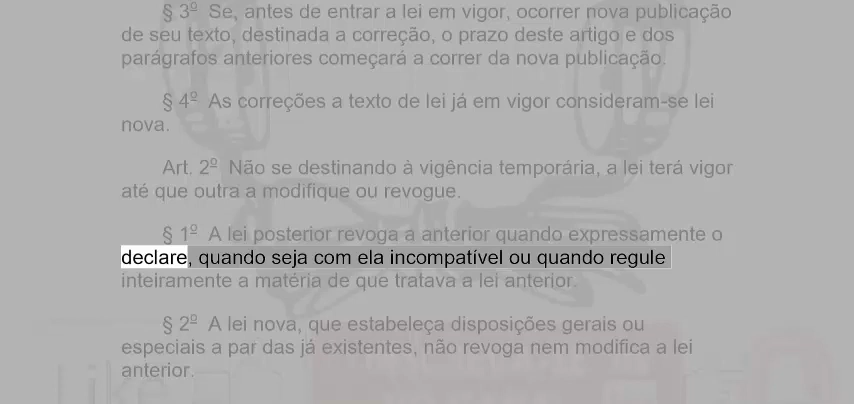 § 3º Se, antes de entrar a lei em vigor, ocorrer nova publicação
de seu texto, destinada a correção, o prazo deste artigo e dos
parágrafos anteriores começará a correr da nova publicação.
§ 4º As correções a texto de lei já em vigor consideram-se lei
nova.
Art. 2º Não se destinando à vigência temporária, a lei terá vigor
até que outra a modifique ou revogue.
§ 1º A lei posterior revoga a anterior quando expressamente o
declare, quando seja com ela incompatível ou quando regule
inteiramente a matéria de que tratava a lei anterior.
§ 2º A lei nova, que estabeleça disposições gerais ou
especiais a par das já existentes, não revoga nem modifica a lei
anterior.